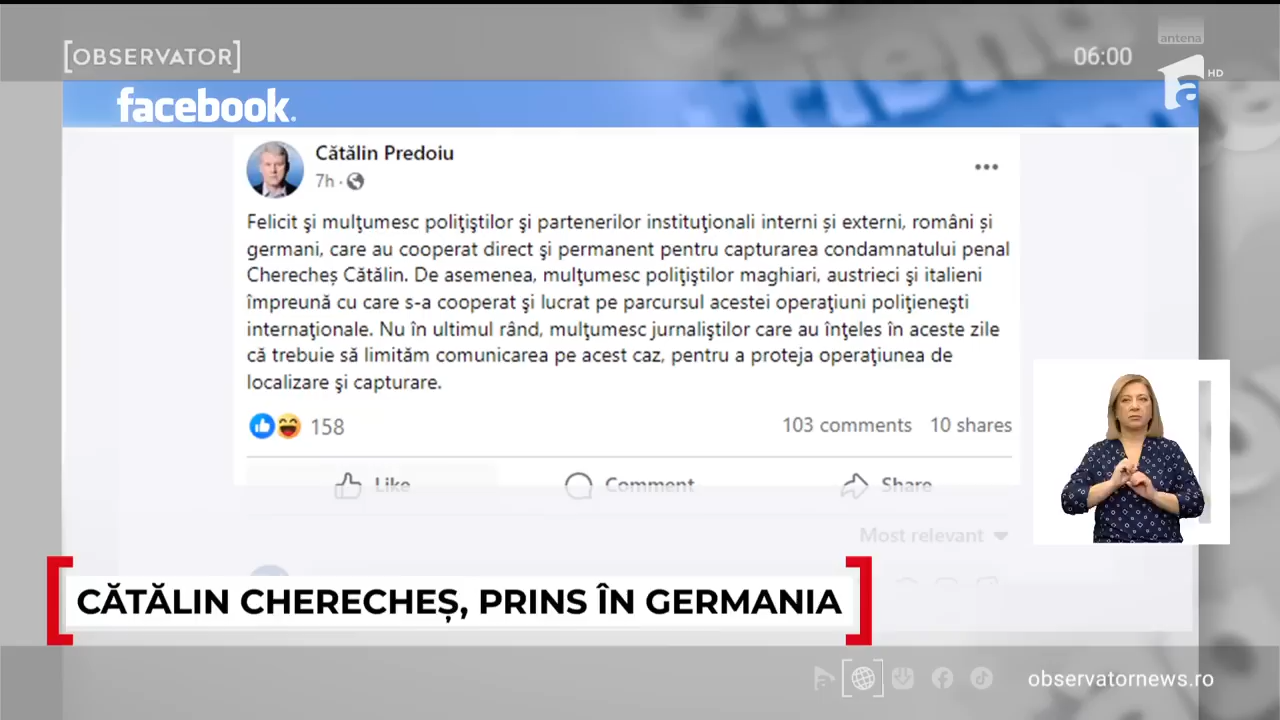 [OBSERVATOR]
antena
06:00
HD
facebook.
Cătălin Predoiu
7h ·
Felicit şi mulţumesc poliţiştilor şi partenerilor instituţionali interni și externi, români și
germani, care au cooperat direct şi permanent pentru capturarea condamnatului penal
Cherecheș Cătălin. De asemenea, mulţumesc poliţiştilor maghiari, austrieci şi italieni
împreună cu care s-a cooperat şi lucrat pe parcursul acestei operaţiuni poliţieneşti
internaţionale. Nu în ultimul rând, mulţumesc jurnaliştilor care au înţeles în aceste zile
că trebuie să limităm comunicarea pe acest caz, pentru a proteja operaţiunea de
localizare şi capturare.
158
103 comments 10 shares
Like Comment Share
Most relevant
CĂTĂLIN CHERECHEȘ, PRINS ÎN GERMANIA
observatornews.ro